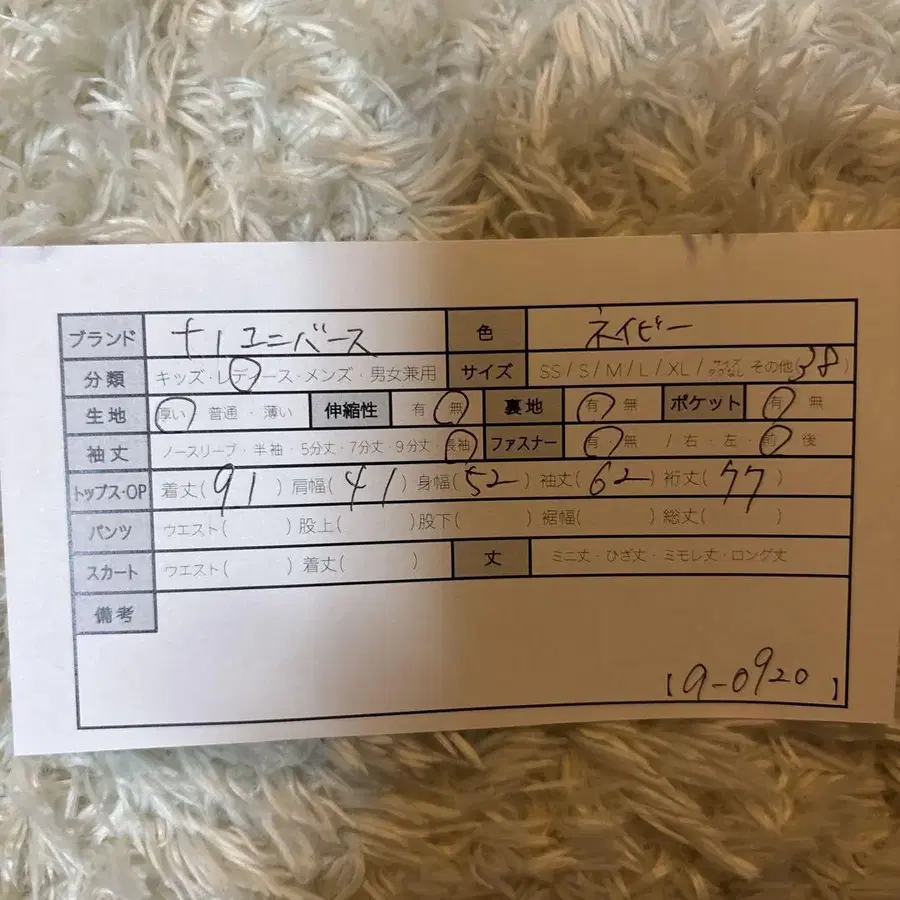 ブランド ナノユニバース 色 ネイビー
分類 キッズ・レディース・メンズ・男女兼用 サイズ SS / S / M / L / XL / サイズタグなし その他(38)
生地 厚い・普通・薄い 伸縮性 有 無 裏地 有 無 ポケット 有 無
袖丈 ノースリーブ・半袖・5分丈・7分丈・9分丈・長袖 ファスナー 有・無 / 右・左・前・後
トップス・OP 着丈(91) 肩幅(41) 身幅(52) 袖丈(62) 裄丈(77)
パンツ ウエスト( ) 股上( ) 股下( ) 裾幅( ) 総丈( )
スカート ウエスト( ) 着丈( ) 丈 ミニ丈・ひざ丈・ミモレ丈・ロング丈
備考
【9-0920】